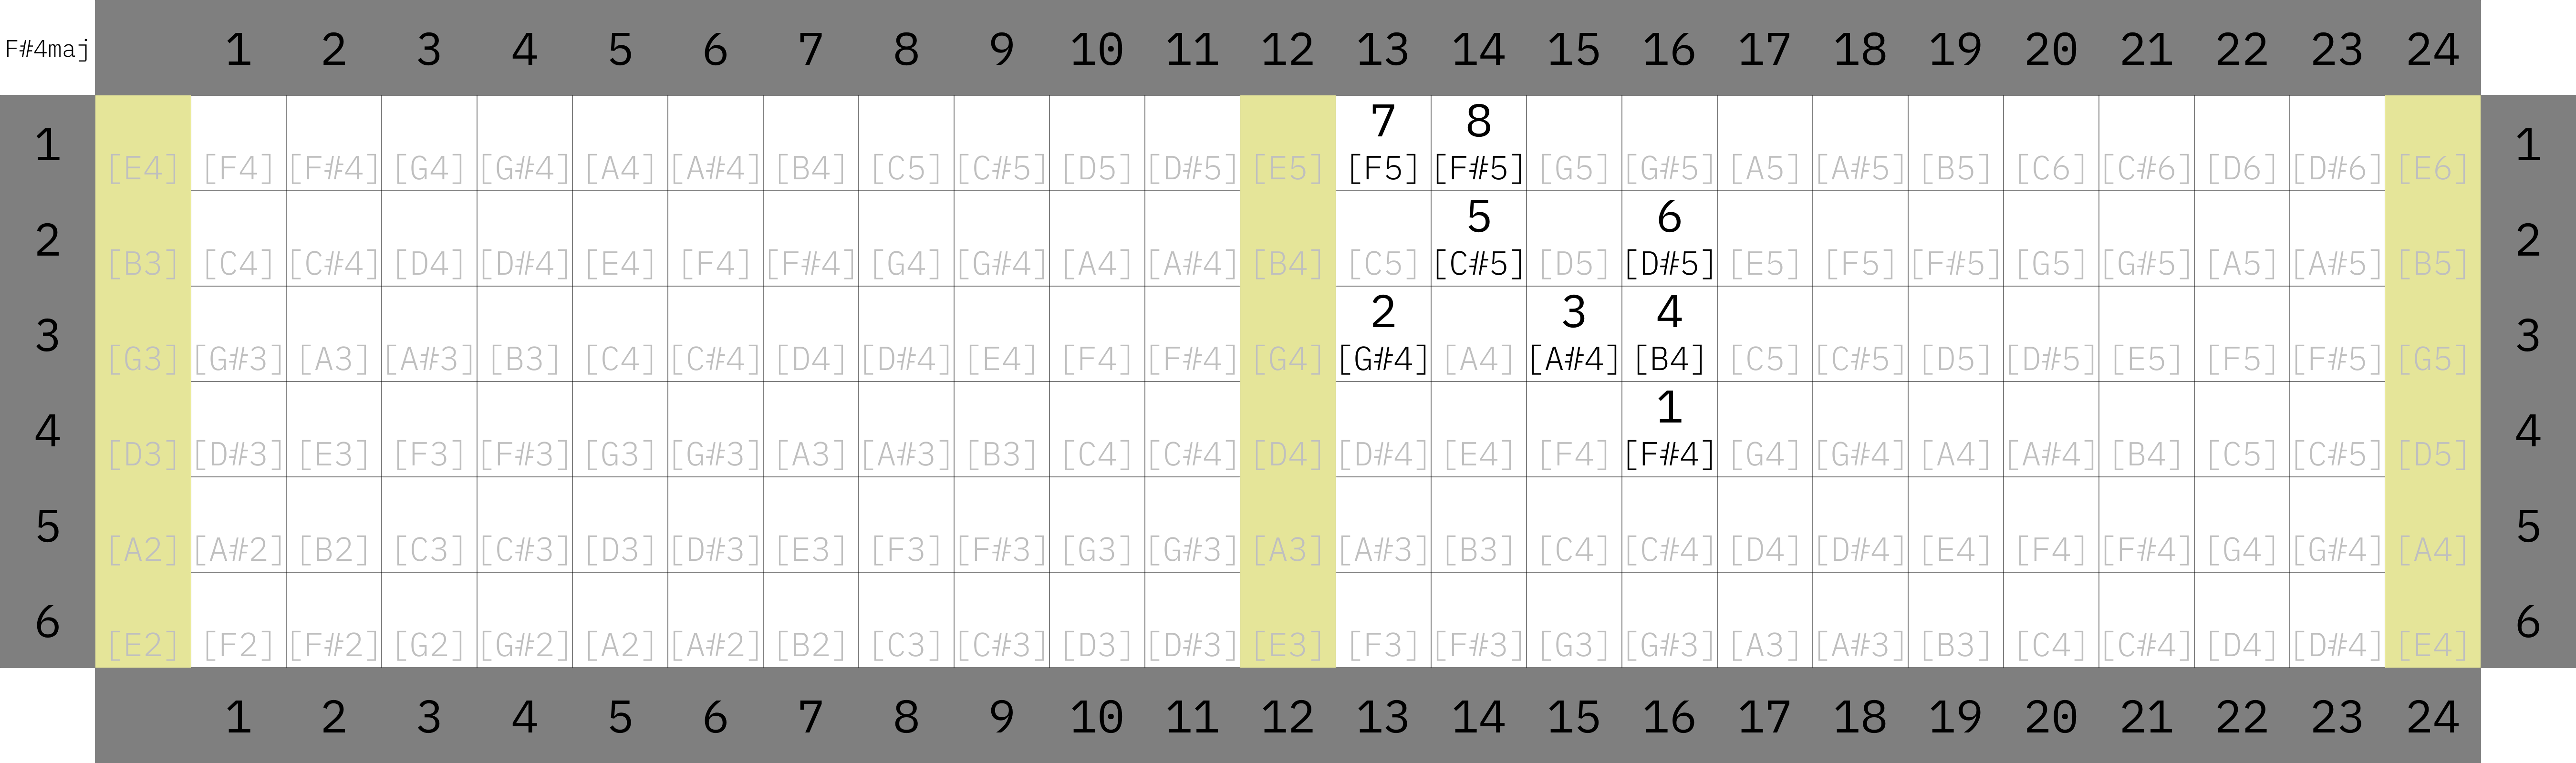 F#4maj 1 2 3 4 5 6 7 8 9 10 11 12 13 14 15 16 17 18 19 20 21 22 23 24
7 8
1 [E4] [F4] [F#4] [G4] [G#4] [A4] [A#4] [B4] [C5] [C#5] [D5] [D#5] [E5] [F5] [F#5] [G5] [G#5] [A5] [A#5] [B5] [C6] [C#6] [D6] [D#6] [E6] 1
5 6
2 [B3] [C4] [C#4] [D4] [D#4] [E4] [F4] [F#4] [G4] [G#4] [A4] [A#4] [B4] [C5] [C#5] [D5] [D#5] [E5] [F5] [F#5] [G5] [G#5] [A5] [A#5] [B5] 2
2 3 4
3 [G3] [G#3] [A3] [A#3] [B3] [C4] [C#4] [D4] [D#4] [E4] [F4] [F#4] [G4] [G#4] [A4] [A#4] [B4] [C5] [C#5] [D5] [D#5] [E5] [F5] [F#5] [G5] 3
1
4 [D3] [D#3] [E3] [F3] [F#3] [G3] [G#3] [A3] [A#3] [B3] [C4] [C#4] [D4] [D#4] [E4] [F4] [F#4] [G4] [G#4] [A4] [A#4] [B4] [C5] [C#5] [D5] 4
5 [A2] [A#2] [B2] [C3] [C#3] [D3] [D#3] [E3] [F3] [F#3] [G3] [G#3] [A3] [A#3] [B3] [C4] [C#4] [D4] [D#4] [E4] [F4] [F#4] [G4] [G#4] [A4] 5
6 [E2] [F2] [F#2] [G2] [G#2] [A2] [A#2] [B2] [C3] [C#3] [D3] [D#3] [E3] [F3] [F#3] [G3] [G#3] [A3] [A#3] [B3] [C4] [C#4] [D4] [D#4] [E4] 6
1 2 3 4 5 6 7 8 9 10 11 12 13 14 15 16 17 18 19 20 21 22 23 24